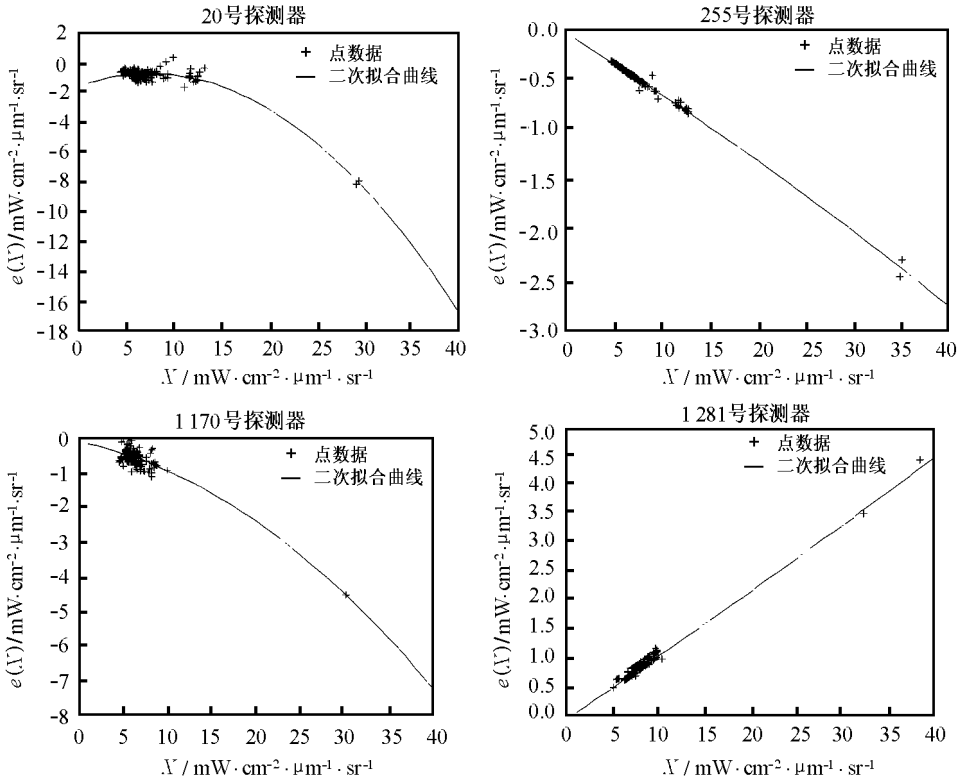 20号探测器
2
0
-2
-4
-6
-8
-10
-12
-14
-16
-18
0 5 10 15 20 25 30 35 40
e(X)/mW·cm-2·μm-1·sr-1
X / mW·cm-2·μm-1·sr-1
+ 点数据
— 二次拟合曲线
255号探测器
0.0
-0.5
-1.0
-1.5
-2.0
-2.5
-3.0
0 5 10 15 20 25 30 35 40
e(X)/mW·cm-2·μm-1·sr-1
X / mW·cm-2·μm-1·sr-1
+ 点数据
— 二次拟合曲线
1 170号探测器
0
-1
-2
-3
-4
-5
-6
-7
-8
0 5 10 15 20 25 30 35 40
e(X)/mW·cm-2·μm-1·sr-1
X / mW·cm-2·μm-1·sr-1
+ 点数据
— 二次拟合曲线
1 281号探测器
5.0
4.5
4.0
3.5
3.0
2.5
2.0
1.5
1.0
0.5
0.0
0 5 10 15 20 25 30 35 40
e(X)/mW·cm-2·μm-1·sr-1
X / mW·cm-2·μm-1·sr-1
+ 点数据
— 二次拟合曲线